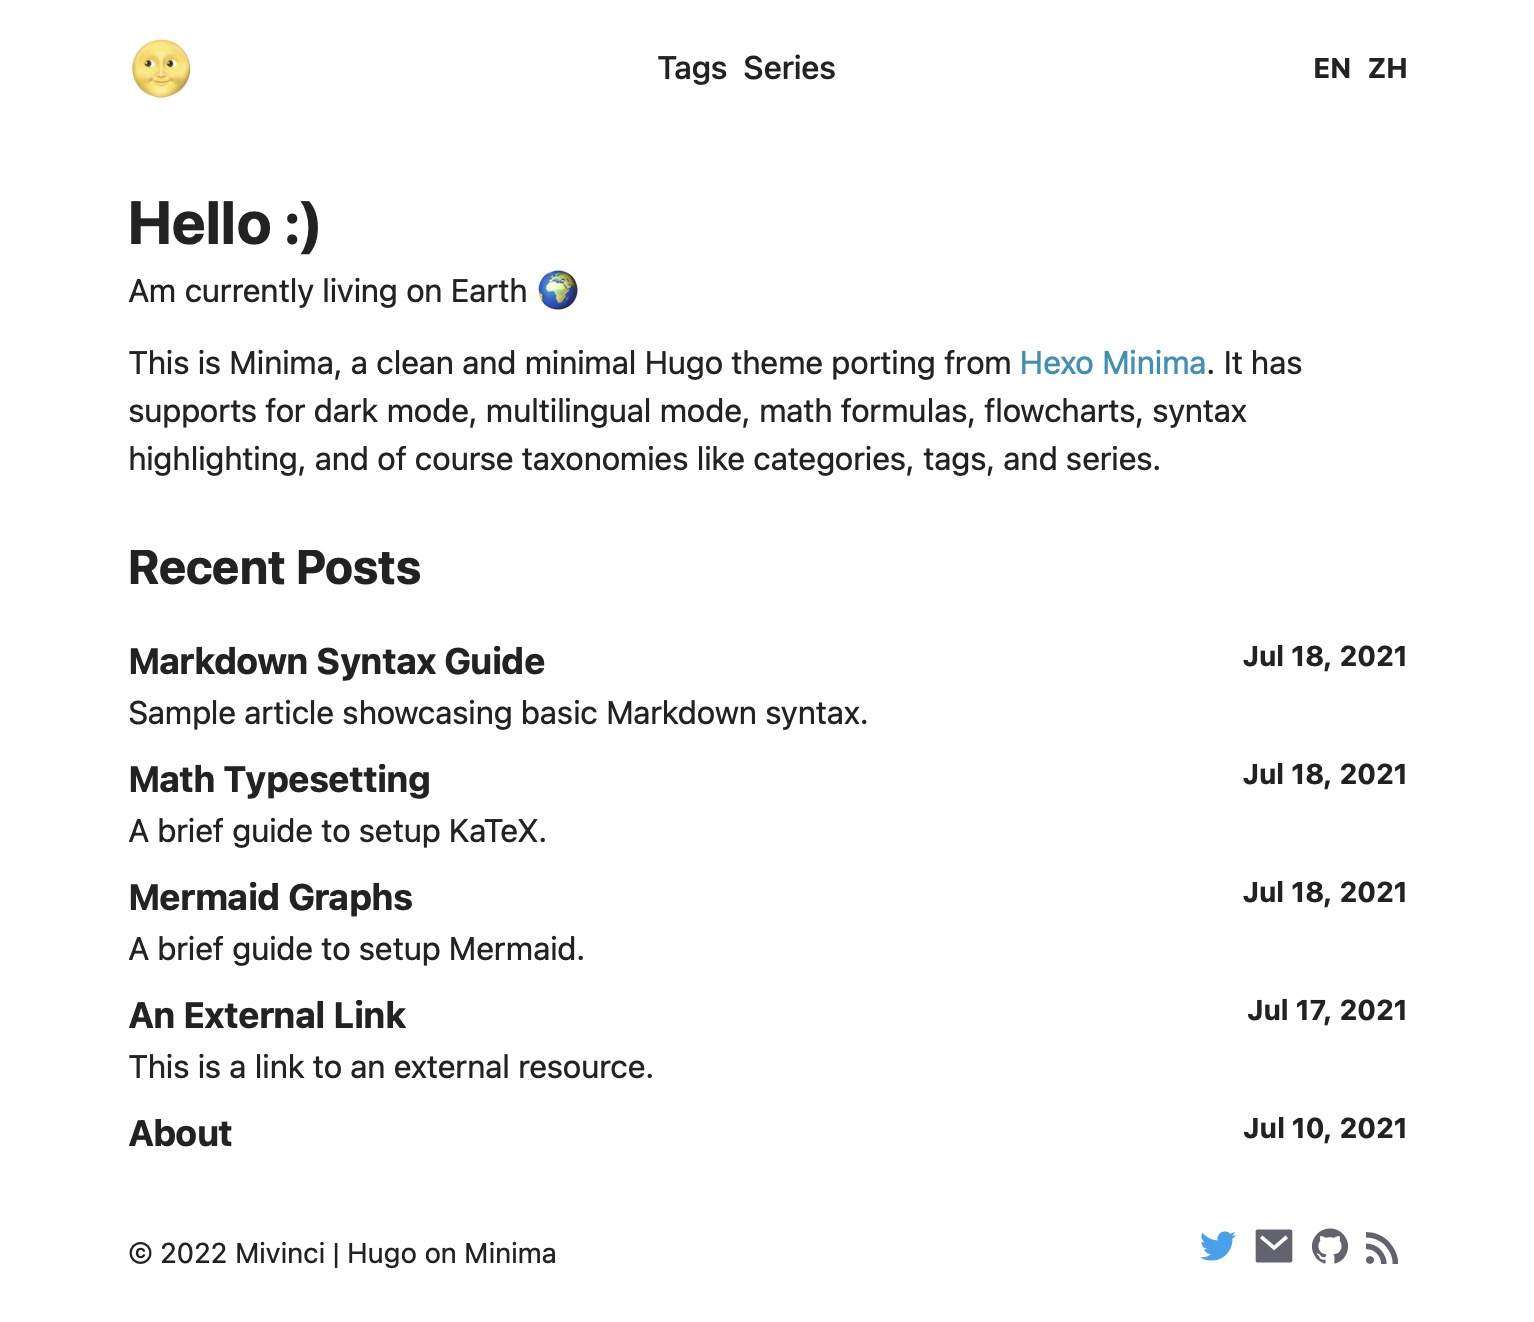 Tags Series
EN ZH
Hello :)
Am currently living on Earth 🌍
This is Minima, a clean and minimal Hugo theme porting from Hexo Minima. It has
supports for dark mode, multilingual mode, math formulas, flowcharts, syntax
highlighting, and of course taxonomies like categories, tags, and series.
Recent Posts
Markdown Syntax Guide
Jul 18, 2021
Sample article showcasing basic Markdown syntax.
Math Typesetting
Jul 18, 2021
A brief guide to setup KaTeX.
Mermaid Graphs
Jul 18, 2021
A brief guide to setup Mermaid.
An External Link
Jul 17, 2021
This is a link to an external resource.
About
Jul 10, 2021
© 2022 Mivinci | Hugo on Minima